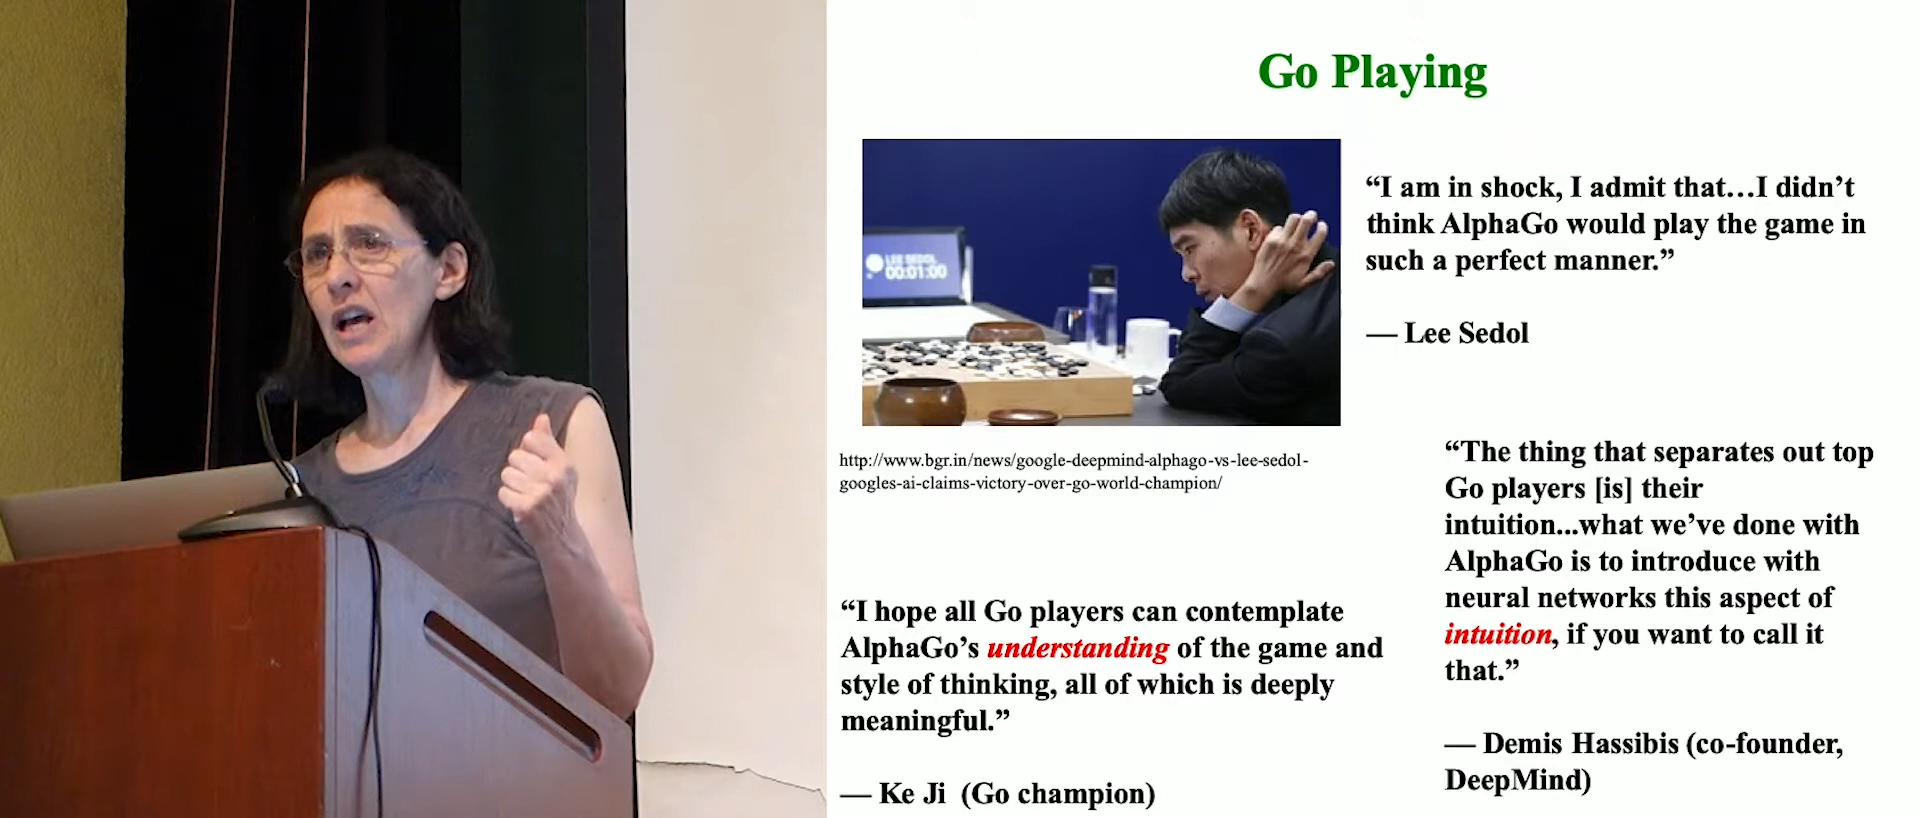 Go Playing
LEE SEDOL
00:01:00
“I am in shock, I admit that…I didn’t
think AlphaGo would play the game in
such a perfect manner.”
— Lee Sedol
http://www.bgr.in/news/google-deepmind-alphago-vs-lee-sedol-
googles-ai-claims-victory-over-go-world-champion/
“The thing that separates out top
Go players [is] their
intuition...what we’ve done with
AlphaGo is to introduce with
neural networks this aspect of
intuition, if you want to call it
that.”
— Demis Hassibis (co-founder,
DeepMind)
“I hope all Go players can contemplate
AlphaGo’s understanding of the game and
style of thinking, all of which is deeply
meaningful.”
— Ke Ji  (Go champion)